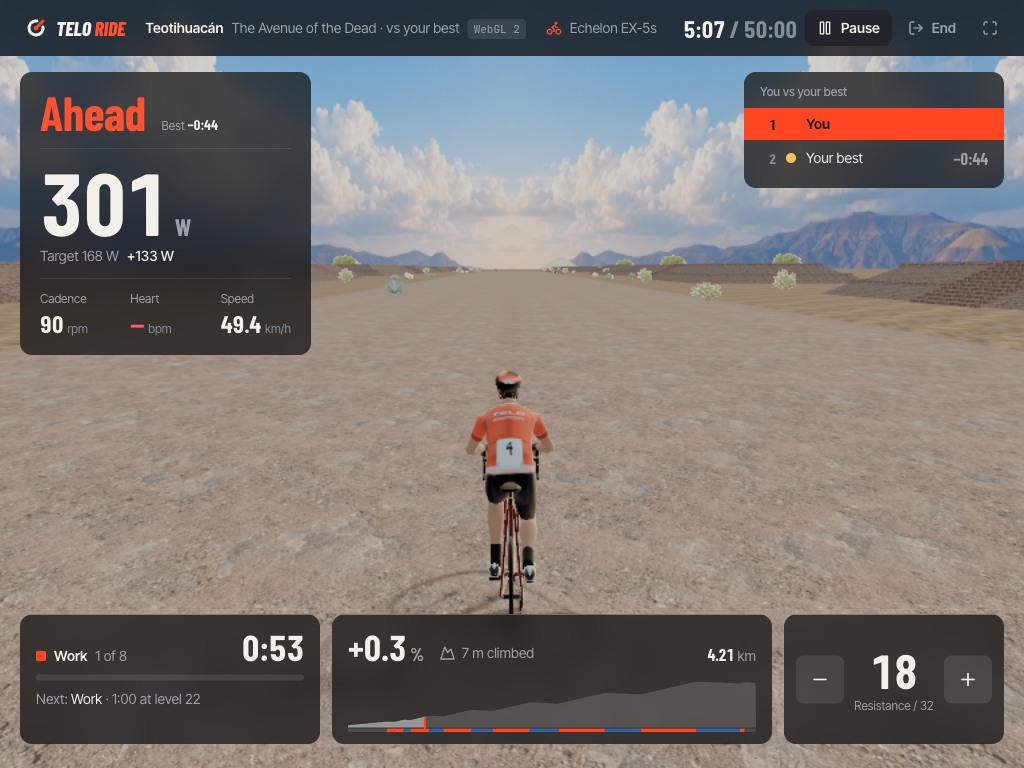 TELO RIDE Teotihuacán The Avenue of the Dead · vs your best WebGL 2 Echelon EX-5s 5:07 / 50:00 Pause End
Ahead Best −0:44
301 W
Target 168 W +133 W
Cadence Heart Speed
90 rpm — bpm 49.4 km/h
You vs your best
1 You
2 Your best −0:44
TELO
4
Work 1 of 8 0:53
Next: Work · 1:00 at level 22
+0.3 % 7 m climbed 4.21 km
− 18 +
Resistance / 32